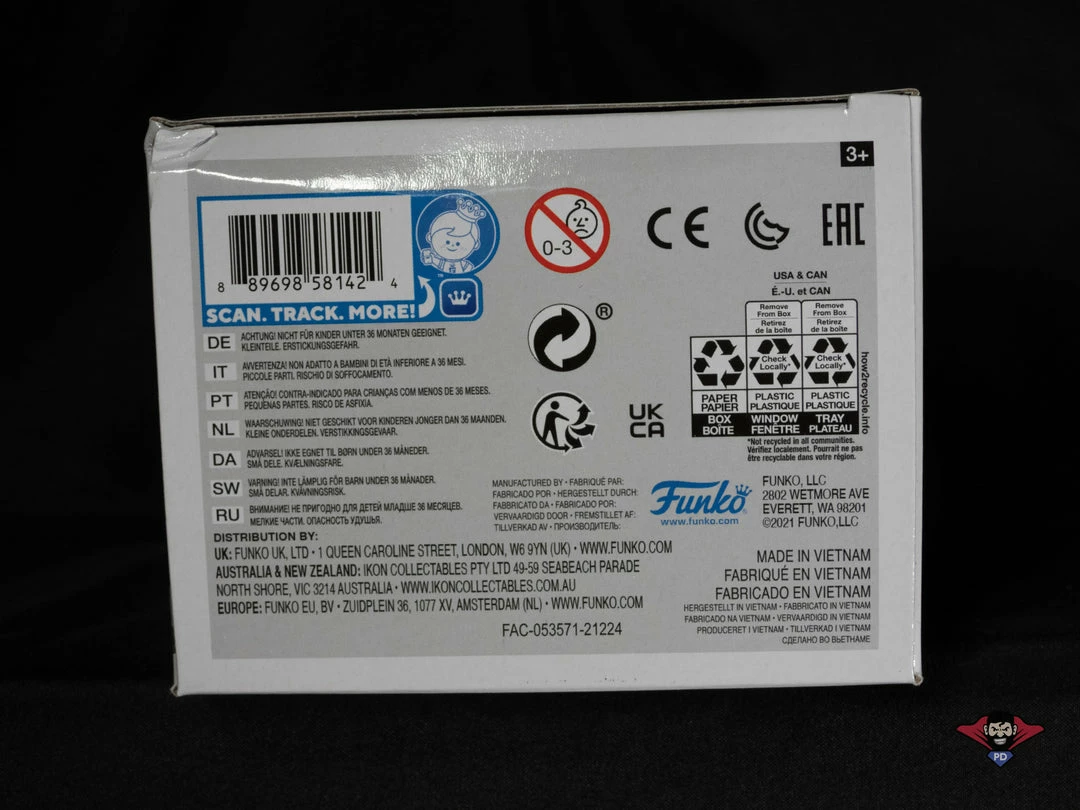 3+
8 89698 58142 4
™
SCAN. TRACK. MORE!
0-3
CE
EAC
®
UK
CA
USA & CAN
É.-U. et CAN
Remove
From Box
Retirez
de la boîte
Remove
From Box
Retirez
de la boîte
Check
Locally*
Check
Locally*
PAPER
PAPIER
PLASTIC
PLASTIQUE
PLASTIC
PLASTIQUE
BOX
BOÎTE
WINDOW
FENÊTRE
TRAY
PLATEAU
how2recycle.info
*Not recycled in all communities.
Vérifiez localement. Pourrait ne pas
être recyclable dans votre région.
DE ACHTUNG! NICHT FÜR KINDER UNTER 36 MONATEN GEEIGNET.
KLEINTEILE. ERSTICKUNGSGEFAHR.
IT AVVERTENZA! NON ADATTO A BAMBINI DI ETÀ INFERIORE A 36 MESI.
PICCOLE PARTI. RISCHIO DI SOFFOCAMENTO.
PT ATENÇÃO! CONTRA-INDICADO PARA CRIANÇAS COM MENOS DE 36 MESES.
PEQUENAS PARTES. RISCO DE ASFIXIA.
NL WAARSCHUWING! NIET GESCHIKT VOOR KINDEREN JONGER DAN 36 MAANDEN.
KLEINE ONDERDELEN. VERSTIKKINGSGEVAAR.
DA ADVARSEL! IKKE EGNET TIL BØRN UNDER 36 MÅNEDER.
SMÅ DELE. KVÆLNINGSFARE.
SW VARNING! INTE LÄMPLIG FÖR BARN UNDER 36 MÅNADER.
SMÅ DELAR. KVÄVNINGSRISK.
RU ВНИМАНИЕ! НЕ ПРИГОДНО ДЛЯ ДЕТЕЙ МЛАДШЕ 36 МЕСЯЦЕВ.
МЕЛКИЕ ЧАСТИ. ОПАСНОСТЬ УДУШЬЯ.
MANUFACTURED BY • FABRIQUÉ PAR:
FABRICADO POR • HERGESTELLT DURCH:
FABBRICATO DA • FABRICADO POR:
VERVAARDIGD DOOR • FREMSTILLET AF:
TILLVERKAD AV • ПРОИЗВОДИТЕЛЬ:
Funko
www.funko.com
FUNKO, LLC
2802 WETMORE AVE
EVERETT, WA 98201
©2021 FUNKO,LLC
DISTRIBUTION BY:
UK: FUNKO UK, LTD • 1 QUEEN CAROLINE STREET, LONDON, W6 9YN (UK) • WWW.FUNKO.COM
AUSTRALIA & NEW ZEALAND: IKON COLLECTABLES PTY LTD 49-59 SEABEACH PARADE
NORTH SHORE, VIC 3214 AUSTRALIA • WWW.IKONCOLLECTABLES.COM.AU
EUROPE: FUNKO EU, BV • ZUIDPLEIN 36, 1077 XV, AMSTERDAM (NL) • WWW.FUNKO.COM
FAC-053571-21224
MADE IN VIETNAM
FABRIQUÉ EN VIETNAM
FABRICADO EN VIETNAM
HERGESTELLT IN VIETNAM • FABBRICATO IN VIETNAM
FABRICADO NA VIETNAM • VERVAARDIGD IN VIETNAM
PRODUCERET I VIETNAM • TILLVERKAD I VIETNAM
СДЕЛАНО ВО ВЬЕТНАМЕ
PD